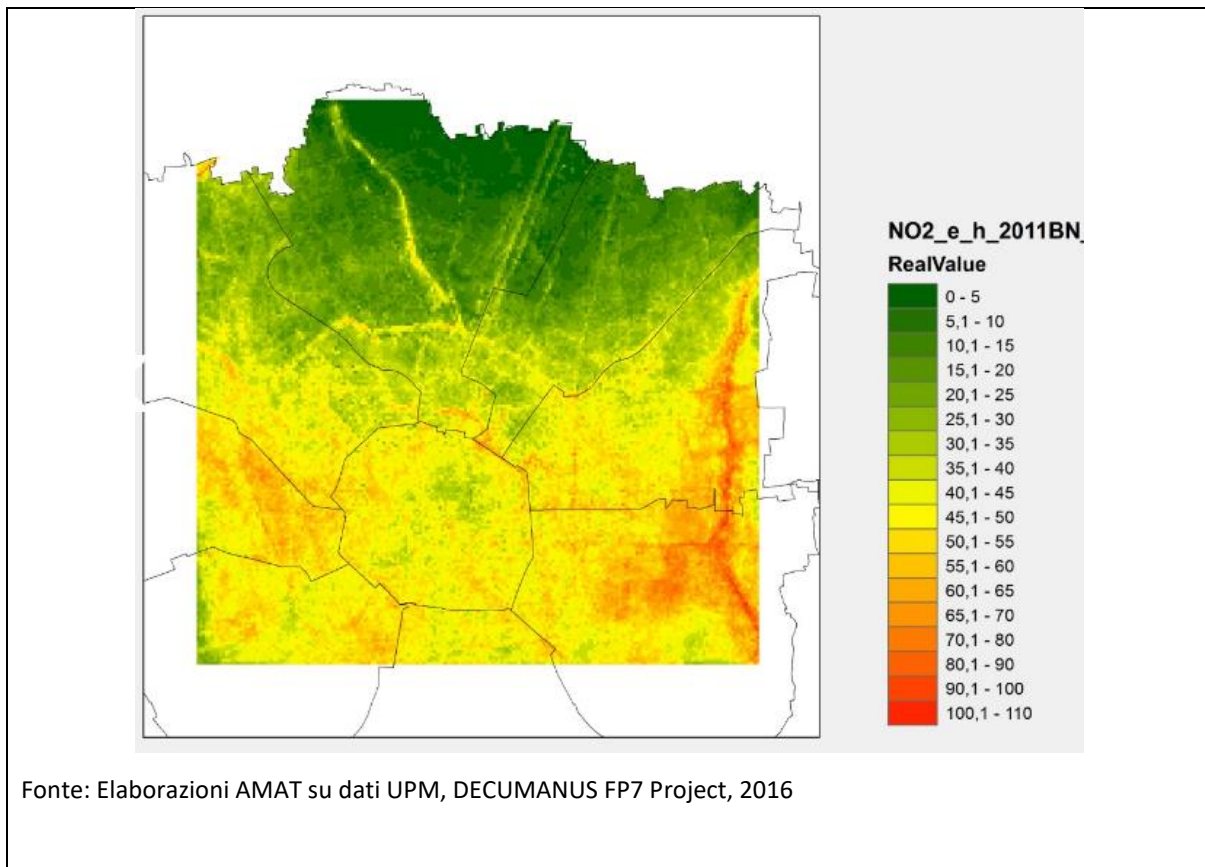 NO2_e_h_2011BN_
RealValue
0 - 5
5,1 - 10
10,1 - 15
15,1 - 20
20,1 - 25
25,1 - 30
30,1 - 35
35,1 - 40
40,1 - 45
45,1 - 50
50,1 - 55
55,1 - 60
60,1 - 65
65,1 - 70
70,1 - 80
80,1 - 90
90,1 - 100
100,1 - 110
Fonte: Elaborazioni AMAT su dati UPM, DECUMANUS FP7 Project, 2016